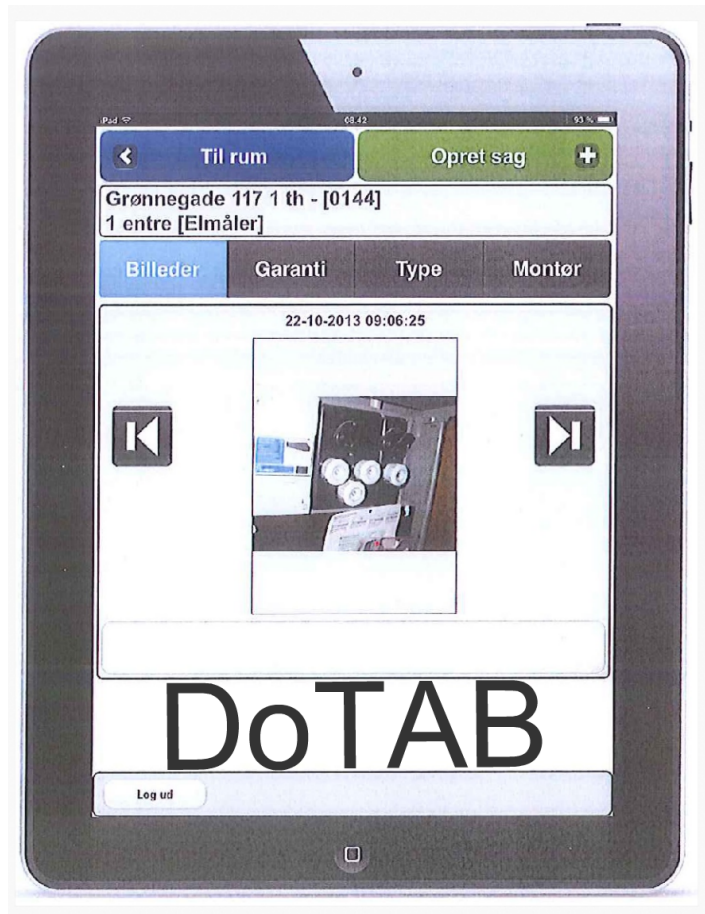 iPad 08.42 93 %
Til rum Opret sag
Grønnegade 117 1 th - [0144]
1 entre [Elmåler]
Billeder Garanti Type Montør
22-10-2013 09:06:25
DoTAB
Log ud